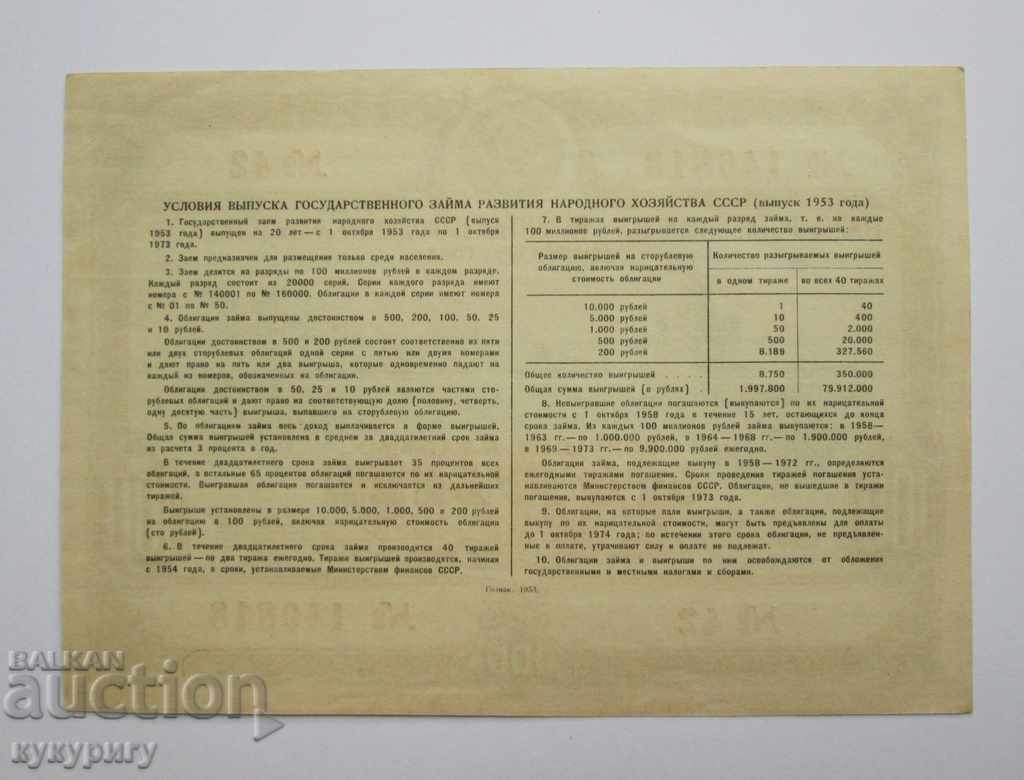 № 42
№ 140818
УСЛОВИЯ ВЫПУСКА ГОСУДАРСТВЕННОГО ЗАЙМА РАЗВИТИЯ НАРОДНОГО ХОЗЯЙСТВА СССР (выпуск 1953 года)
1. Государственный заем развития народного хозяйства СССР (выпуск
1953 года) выпущен на 20 лет — с 1 октября 1953 года по 1 октября
1973 года.
2. Заем предназначен для размещения только среди населения.
3. Заем делится на разряды по 100 миллионов рублей в каждом разряде.
Каждый разряд состоит из 20000 серий. Серии каждого разряда имеют
номера с № 140001 по № 160000. Облигации в каждой серии имеют номера
с № 01 по № 50.
4. Облигации займа выпущены достоинством в 500, 200, 100, 50, 25
и 10 рублей.
Облигации достоинством в 500 и 200 рублей состоят соответственно из пяти
или двух сторублевых облигаций одной серии с пятью или двумя номерами
и дают право на пять или два выигрыша, которые одновременно падают на
каждый из номеров, обозначенных на облигации.
Облигации достоинством в 50, 25 и 10 рублей являются частями сто-
рублевых облигаций и дают право на соответствующую долю (половину, четверть,
одну десятую часть) выигрыша, выпавшего на сторублевую облигацию.
5. По облигациям займа весь доход выплачивается в форме выигрышей.
Общая сумма выигрышей установлена в среднем за двадцатилетний срок займа
из расчета 3 процента в год.
В течение двадцатилетнего срока займа выигрывает 35 процентов всех
облигаций, а остальные 65 процентов облигаций погашаются по их нарицательной
стоимости. Выигравшая облигация погашается и исключается из дальнейших
тиражей.
Выигрыши установлены в размере 10.000, 5.000, 1.000, 500 и 200 рублей
на облигацию в 100 рублей, включая нарицательную стоимость облигации
(сто рублей).
6. В течение двадцатилетнего срока займа производится 40 тиражей
выигрышей — по два тиража ежегодно. Тиражи выигрышей производятся, начиная
с 1954 года, в сроки, устанавливаемые Министерством финансов СССР.
7. В тиражах выигрышей на каждый разряд займа, т. е. на каждые
100 миллионов рублей, разыгрывается следующее количество выигрышей:
Размер выигрышей на сторублевую облигацию, включая нарицательную стоимость облигации
Количество разыгрываемых выигрышей
в одном тираже
во всех 40 тиражах
10.000 рублей 1 40
5.000 рублей 10 400
1.000 рублей 50 2.000
500 рублей 500 20.000
200 рублей 8.189 327.560
Общее количество выигрышей . . . . 8.750 350.000
Общая сумма выигрышей (в рублях) . 1.997.800 79.912.000
8. Невыигравшие облигации погашаются (выкупаются) по их нарицательной
стоимости с 1 октября 1958 года в течение 15 лет, остающихся до конца
срока займа. Из каждых 100 миллионов рублей займа выкупаются: в 1958—
1963 гг.— по 1.000.000 рублей, в 1964—1968 гг.—по 1.900.000 рублей,
в 1969—1973 гг.—по 9.900.000 рублей ежегодно.
Облигации займа, подлежащие выкупу в 1958—1972 гг., определяются
ежегодными тиражами погашения. Сроки проведения тиражей погашения уста-
навливаются Министерством финансов СССР. Облигации, не вышедшие в тиражи
погашения, выкупаются с 1 октября 1973 года.
9. Облигации, на которые пали выигрыши, а также облигации, подлежащие
выкупу по их нарицательной стоимости, могут быть предъявлены для оплаты
до 1 октября 1974 года; по истечении этого срока облигации, не предъявлен-
ные к оплате, утрачивают силу и оплате не подлежат.
10. Облигации займа и выигрыши по ним освобождаются от обложения
государственными и местными налогами и сборами.
Гознак. 1953.
№ 140818
№ 42
100
BALKAN
auction
кукуригу